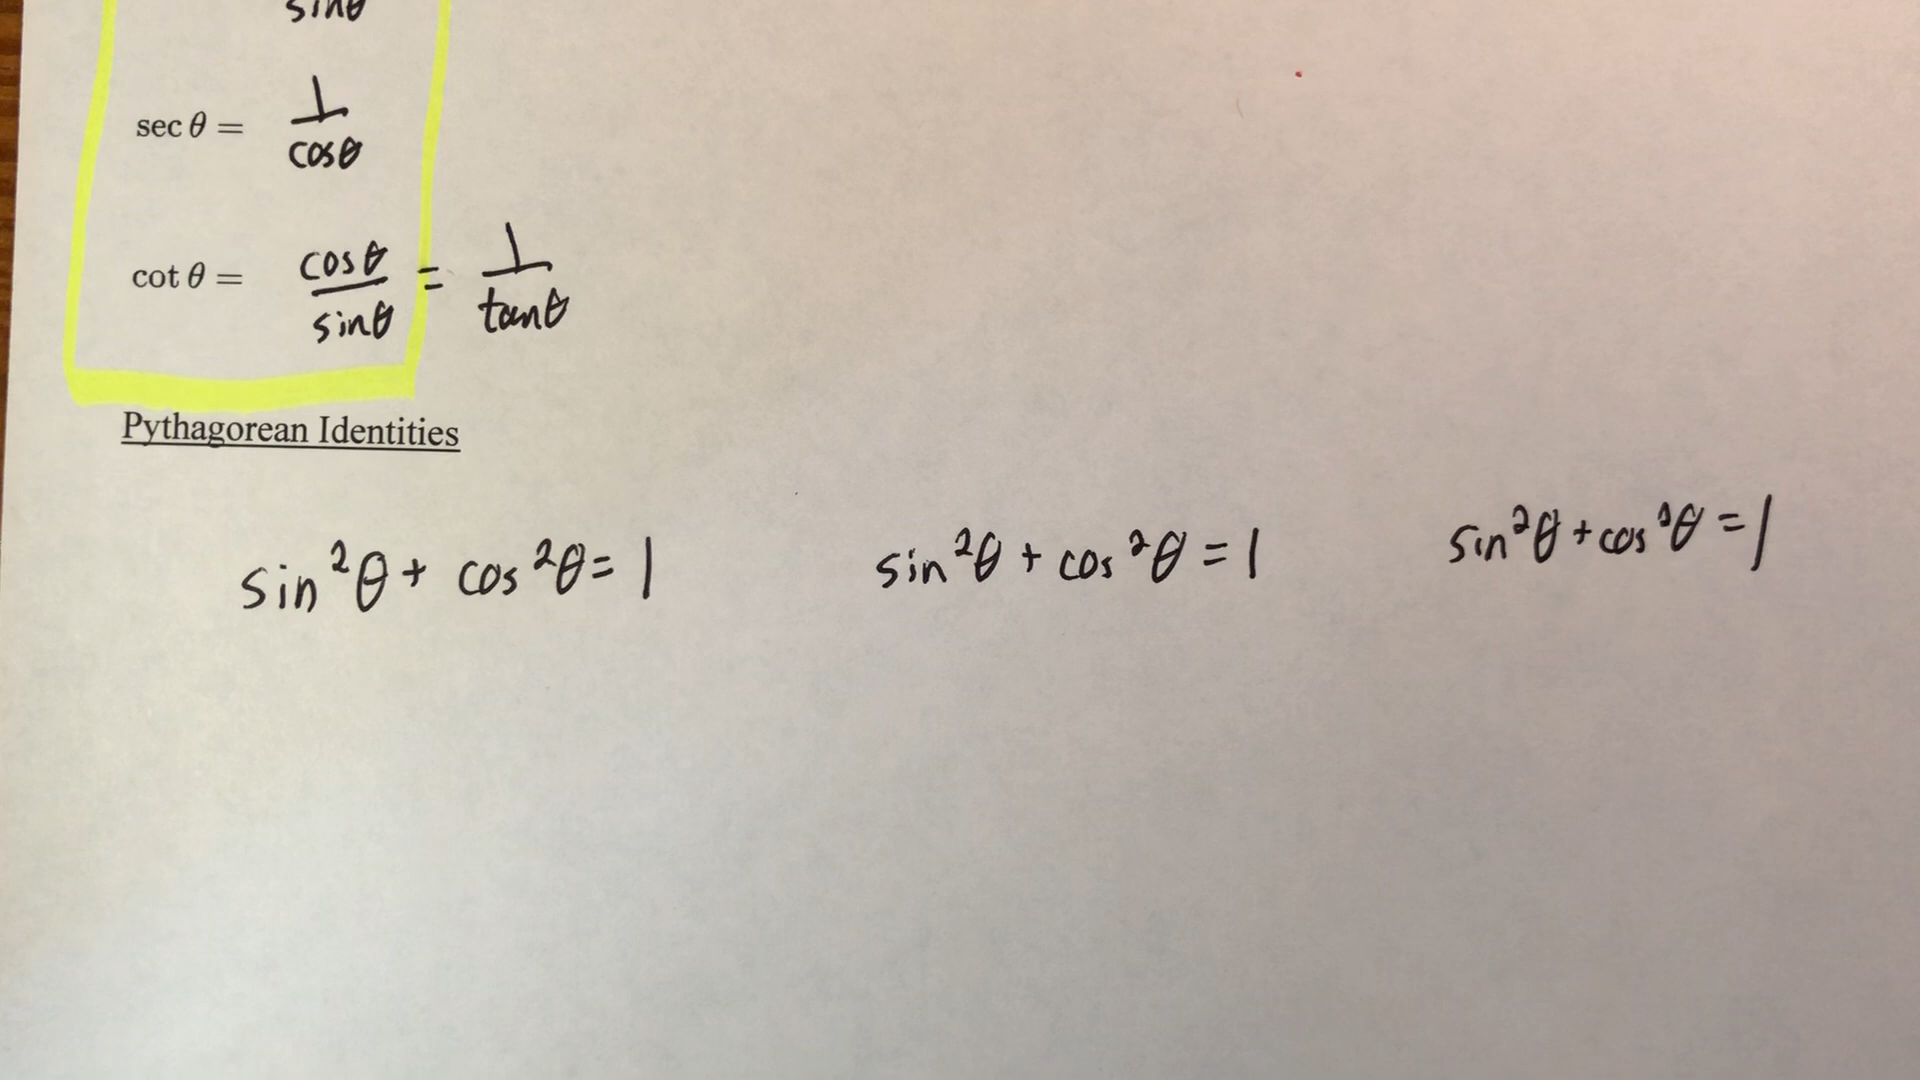 sinθ
sec θ = 1/cosθ
cot θ = cosθ/sinθ = 1/tanθ
Pythagorean Identities
sin²θ + cos²θ = 1
sin²θ + cos²θ = 1
sin²θ + cos²θ = 1